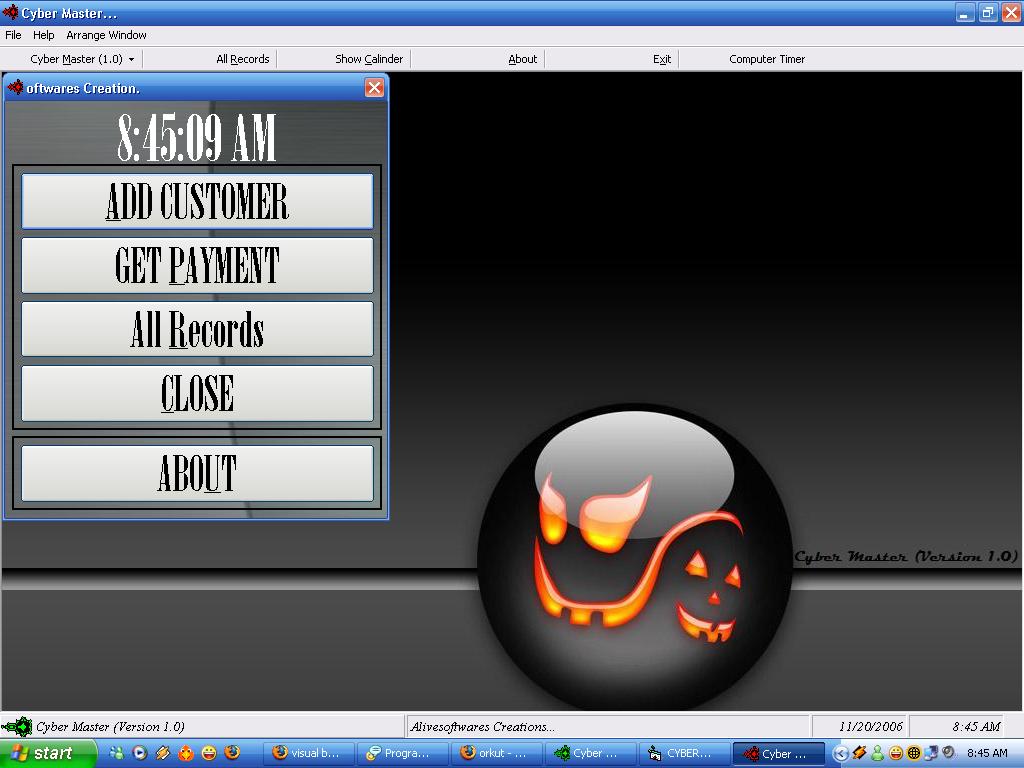 Cyber Master...
File Help Arrange Window
Cyber Master (1.0) All Records Show Calinder About Exit Computer Timer
oftwares Creation.
8:45:09 AM
ADD CUSTOMER
GET PAYMENT
All Records
CLOSE
ABOUT
Cyber Master (Version 1.0)
Cyber Master (Version 1.0) Alivesoftwares Creations... 11/20/2006 8:45 AM
start visual b... Progra... orkut - ... Cyber ... CYBER... Cyber ... 8:45 AM